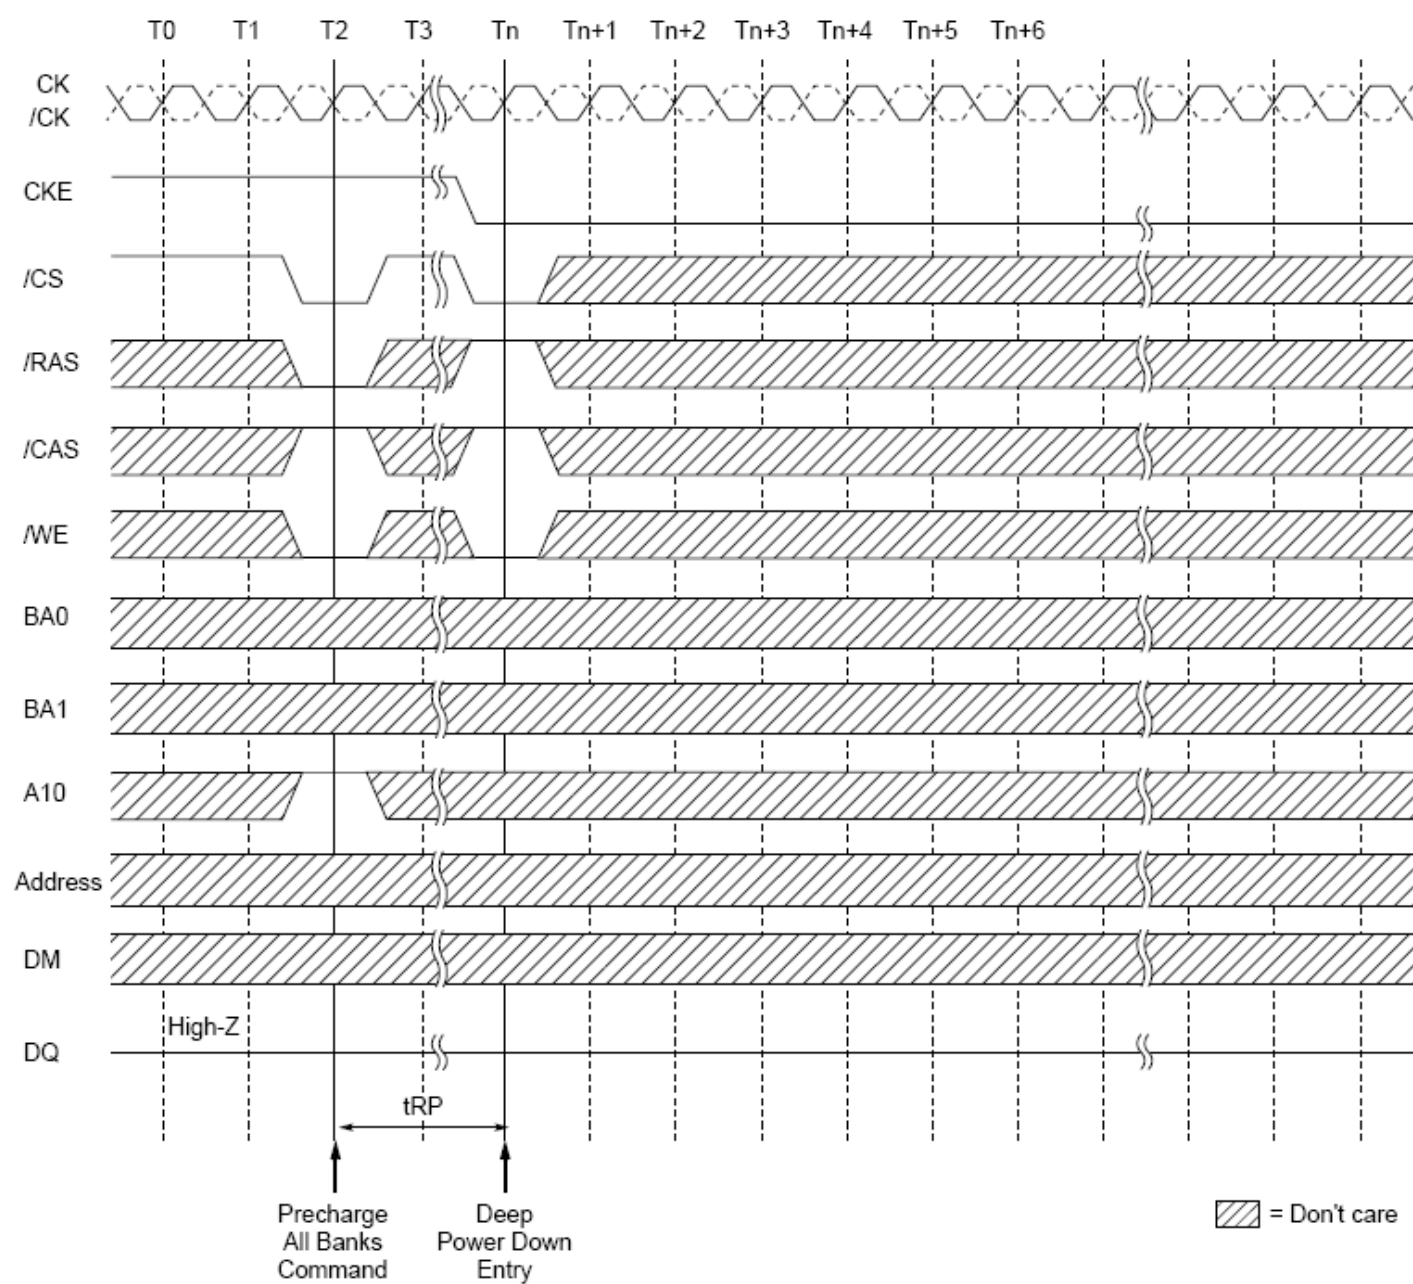 T0 T1 T2 T3 Tn Tn+1 Tn+2 Tn+3 Tn+4 Tn+5 Tn+6
CK
/CK
CKE
/CS
/RAS
/CAS
/WE
BA0
BA1
A10
Address
DM
High-Z
DQ
tRP
Precharge
All Banks
Command
Deep
Power Down
Entry
= Don't care